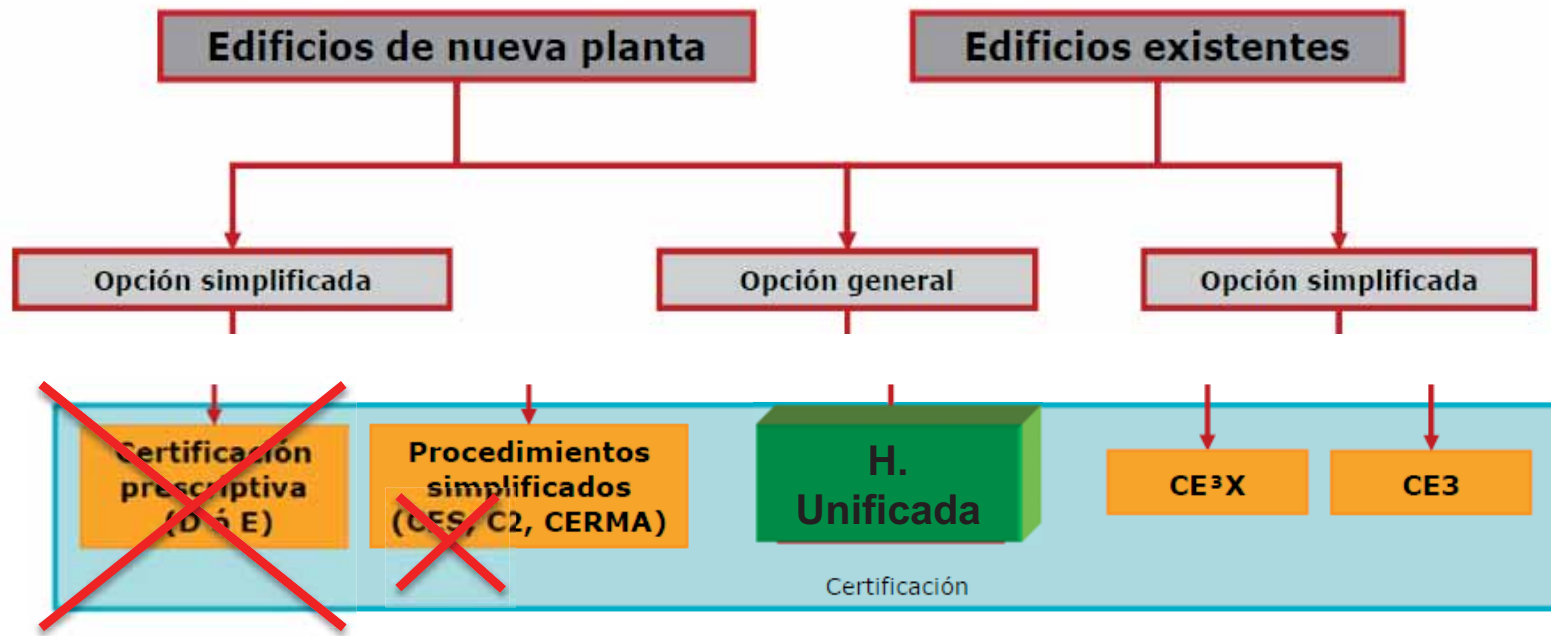 Edificios de nueva planta
Edificios existentes
Opción simplificada
Opción general
Opción simplificada
Certificación
prescriptiva
(D ó E)
Procedimientos
simplificados
(CES, C2, CERMA)
H.
Unificada
CE³X
CE3
Certificación